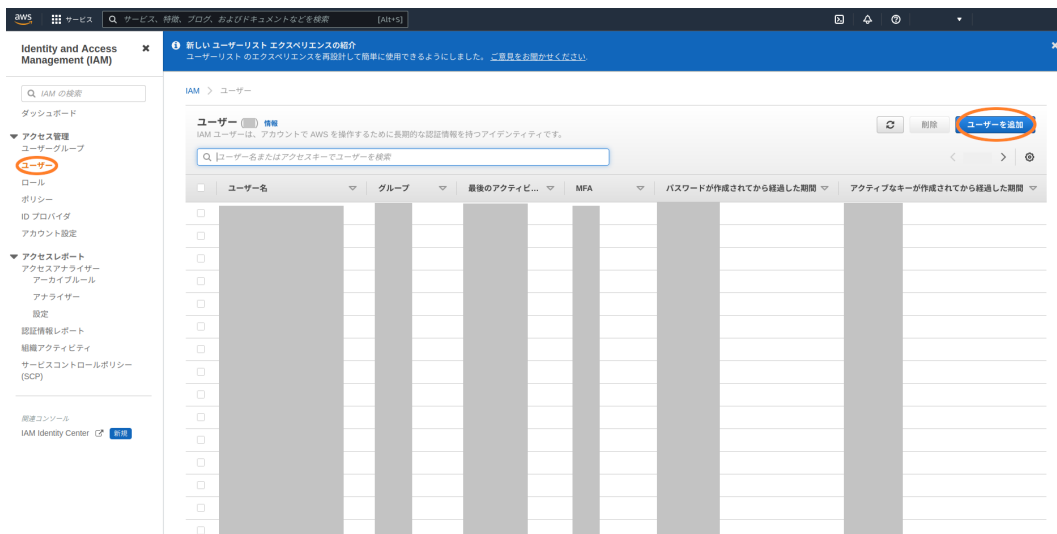 aws
サービス
サービス、特徴、ブログ、およびドキュメントなどを検索
[Alt+S]
Identity and Access Management (IAM)
IAM の検索
ダッシュボード
アクセス管理
ユーザーグループ
ユーザー
ロール
ポリシー
ID プロバイダ
アカウント設定
アクセスレポート
アクセスアナライザー
アーカイブルール
アナライザー
設定
認証情報レポート
組織アクティビティ
サービスコントロールポリシー
(SCP)
関連コンソール
IAM Identity Center 新規
新しい ユーザーリスト エクスペリエンスの紹介
ユーザーリスト のエクスペリエンスを再設計して簡単に使用できるようにしました。 ご意見をお聞かせください.
IAM > ユーザー
ユーザー ( ) 情報
IAM ユーザーは、アカウントで AWS を操作するために長期的な認証情報を持つアイデンティティです。
削除
ユーザーを追加
ユーザー名またはアクセスキーでユーザーを検索
ユーザー名 グループ 最後のアクティビ... MFA パスワードが作成されてから経過した期間 アクティブなキーが作成されてから経過した期間